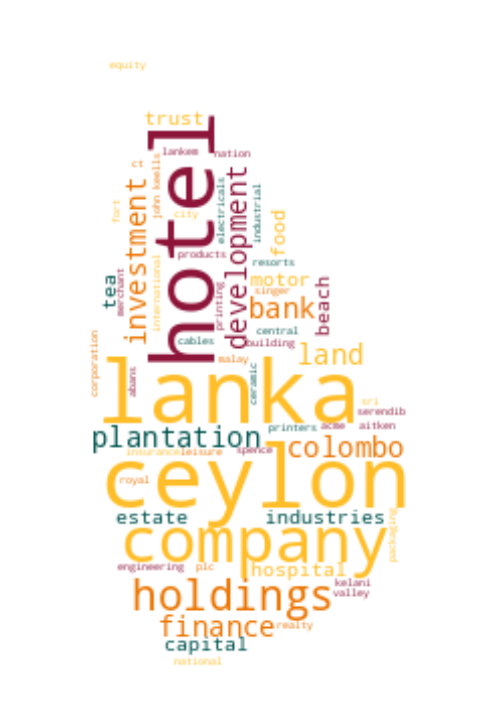 equity
trust
hotel
lankem
nation
ct
john keells
investment
development
electricals
industrial
fort
city
food
products
resorts
international
tea
merchant
motor
singer
printing
bank
beach
central
cables
building
corporation
malay
land
abans
ceramic
lanka
sri
serendib
printers
acme
aitken
plantation
colombo
insurance
leisure
spence
ceylon
royal
estate
industries
packaging
company
engineering
plc
hospital
kelani
valley
holdings
finance
realty
capital
national